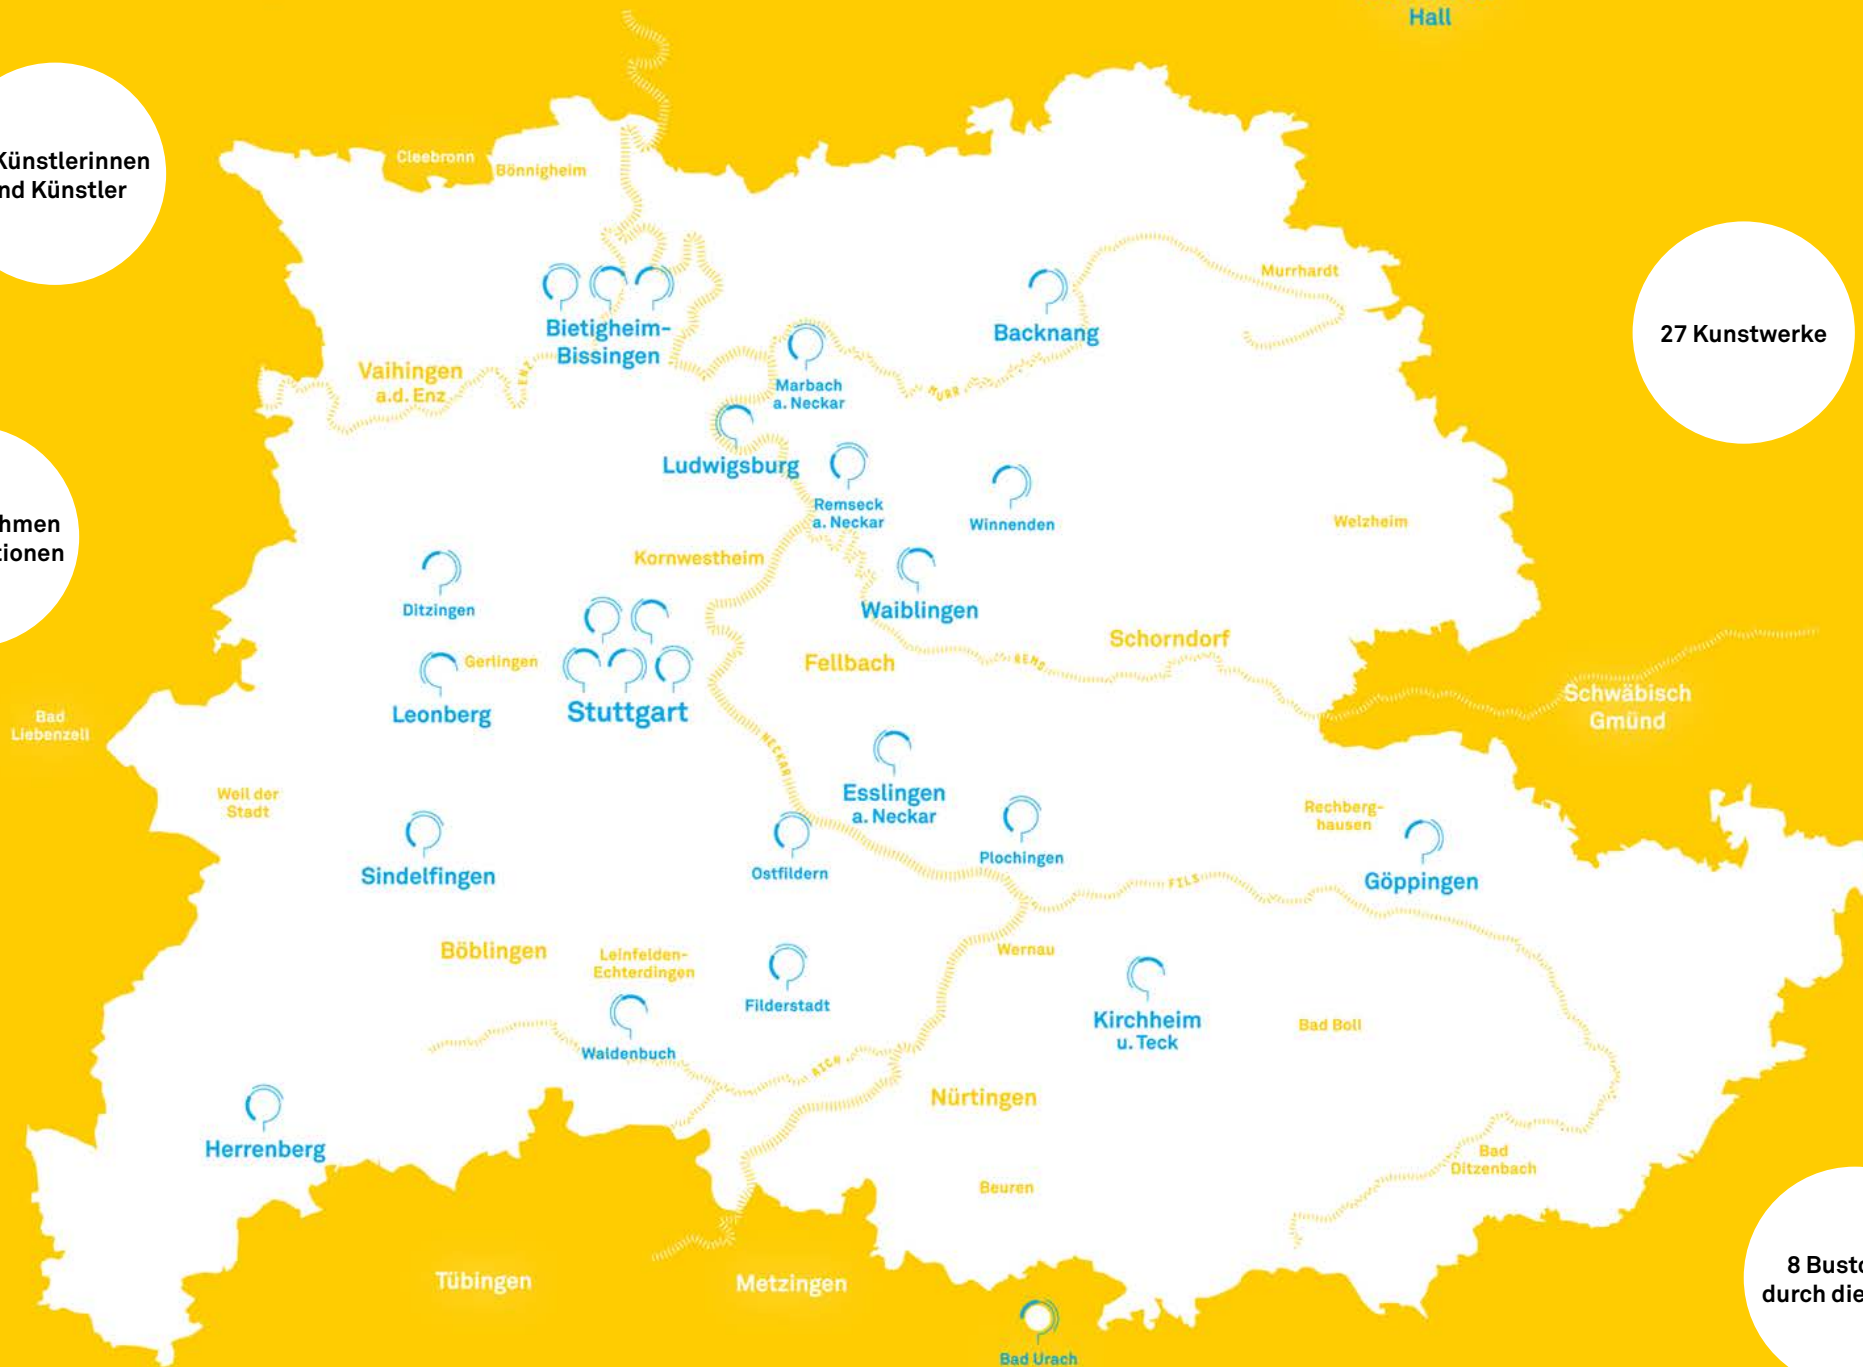 Hall
Künstlerinnen
nd Künstler
Cleebronn
Bönnigheim
Murrhardt
27 Kunstwerke
Bietigheim-
Bissingen
Backnang
Vaihingen
a.d. Enz
ENZ
Marbach
a. Neckar
MURR
Ludwigsburg
Remseck
a. Neckar
Winnenden
Welzheim
hmen
tionen
Kornwestheim
Ditzingen
Waiblingen
Schorndorf
Gerlingen
Fellbach
REMS
Leonberg
Stuttgart
Schwäbisch
Gmünd
Bad
Liebenzell
NECKAR
Weil der
Stadt
Esslingen
a. Neckar
Rechberg-
hausen
Plochingen
Sindelfingen
Ostfildern
FILS
Göppingen
Böblingen
Leinfelden-
Echterdingen
Wernau
Filderstadt
Kirchheim
u. Teck
Bad Boll
Waldenbuch
AICH
Nürtingen
Herrenberg
Bad
Ditzenbach
Beuren
Tübingen
Metzingen
8 Busto
durch die
Bad Urach